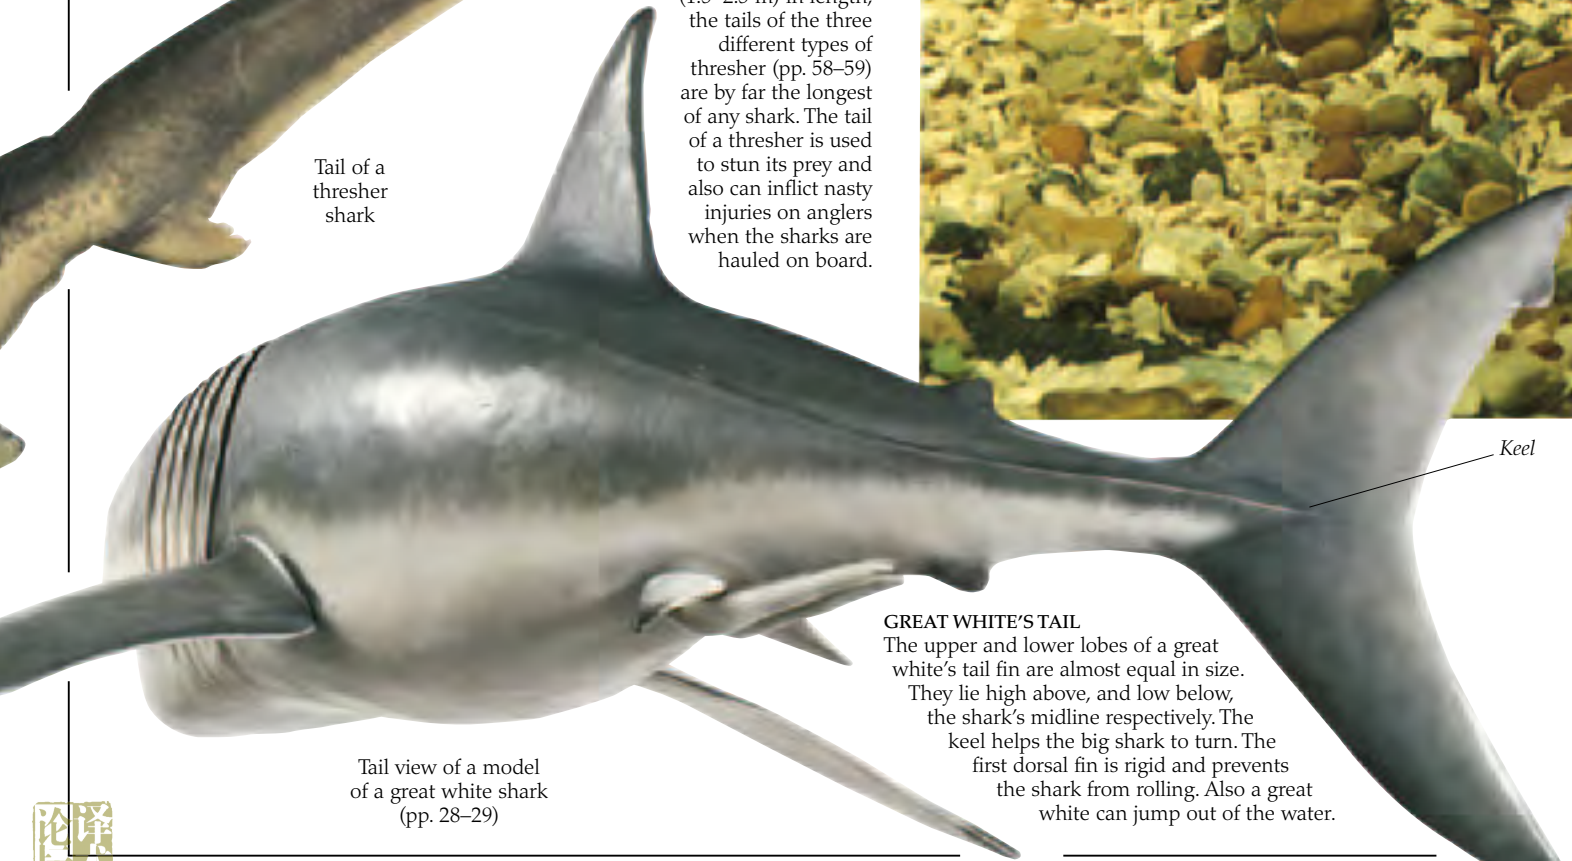 the tails of the three
different types of
thresher (pp. 58–59)
are by far the longest
of any shark. The tail
of a thresher is used
to stun its prey and
also can inflict nasty
injuries on anglers
when the sharks are
hauled on board.
Tail of a
thresher
shark
Keel
GREAT WHITE’S TAIL
The upper and lower lobes of a great
white’s tail fin are almost equal in size.
They lie high above, and low below,
the shark’s midline respectively. The
keel helps the big shark to turn. The
first dorsal fin is rigid and prevents
the shark from rolling. Also a great
white can jump out of the water.
Tail view of a model
of a great white shark
(pp. 28–29)
论译